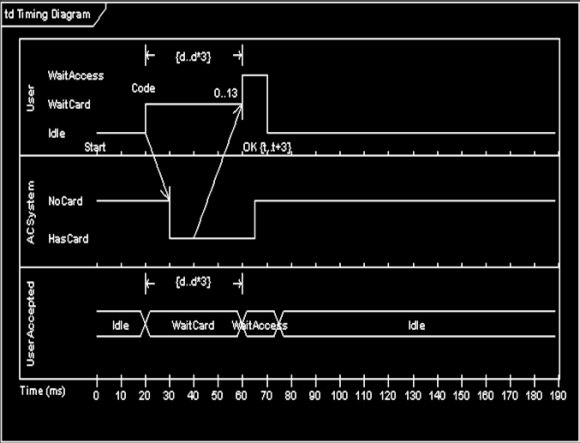 td Timing Diagram
{d..d*3}
WaitAccess
Code
WaitCard
0..13
Idle
User
Start
OK {t..t+3}
NoCard
ACSystem
HasCard
{d..d*3}
UserAccepted
Idle WaitCard WaitAccess Idle
Time (ms)
0 10 20 30 40 50 60 70 80 90 100 110 120 130 140 150 160 170 180 190